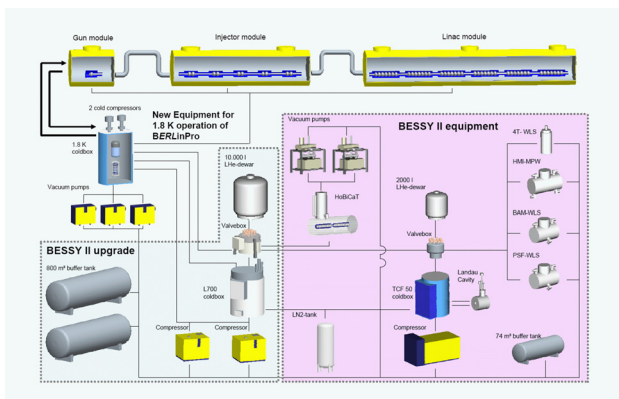 Gun module
Injector module
Linac module
2 cold compressors
New Equipment for
1.8 K operation of
BERLinPro
1.8 K
coldbox
Vacuum pumps
10.000 l
LHe-dewar
Valvebox
L700
coldbox
Compressor
Compressor
BESSY II upgrade
800 m³ buffer tank
BESSY II equipment
Vacuum pumps
HoBiCaT
2000 l
LHe-dewar
Valvebox
TCF 50
coldbox
Landau
Cavity
LN2-tank
Compressor
4T- WLS
HMI-MPW
BAM-WLS
PSF-WLS
74 m³ buffer tank